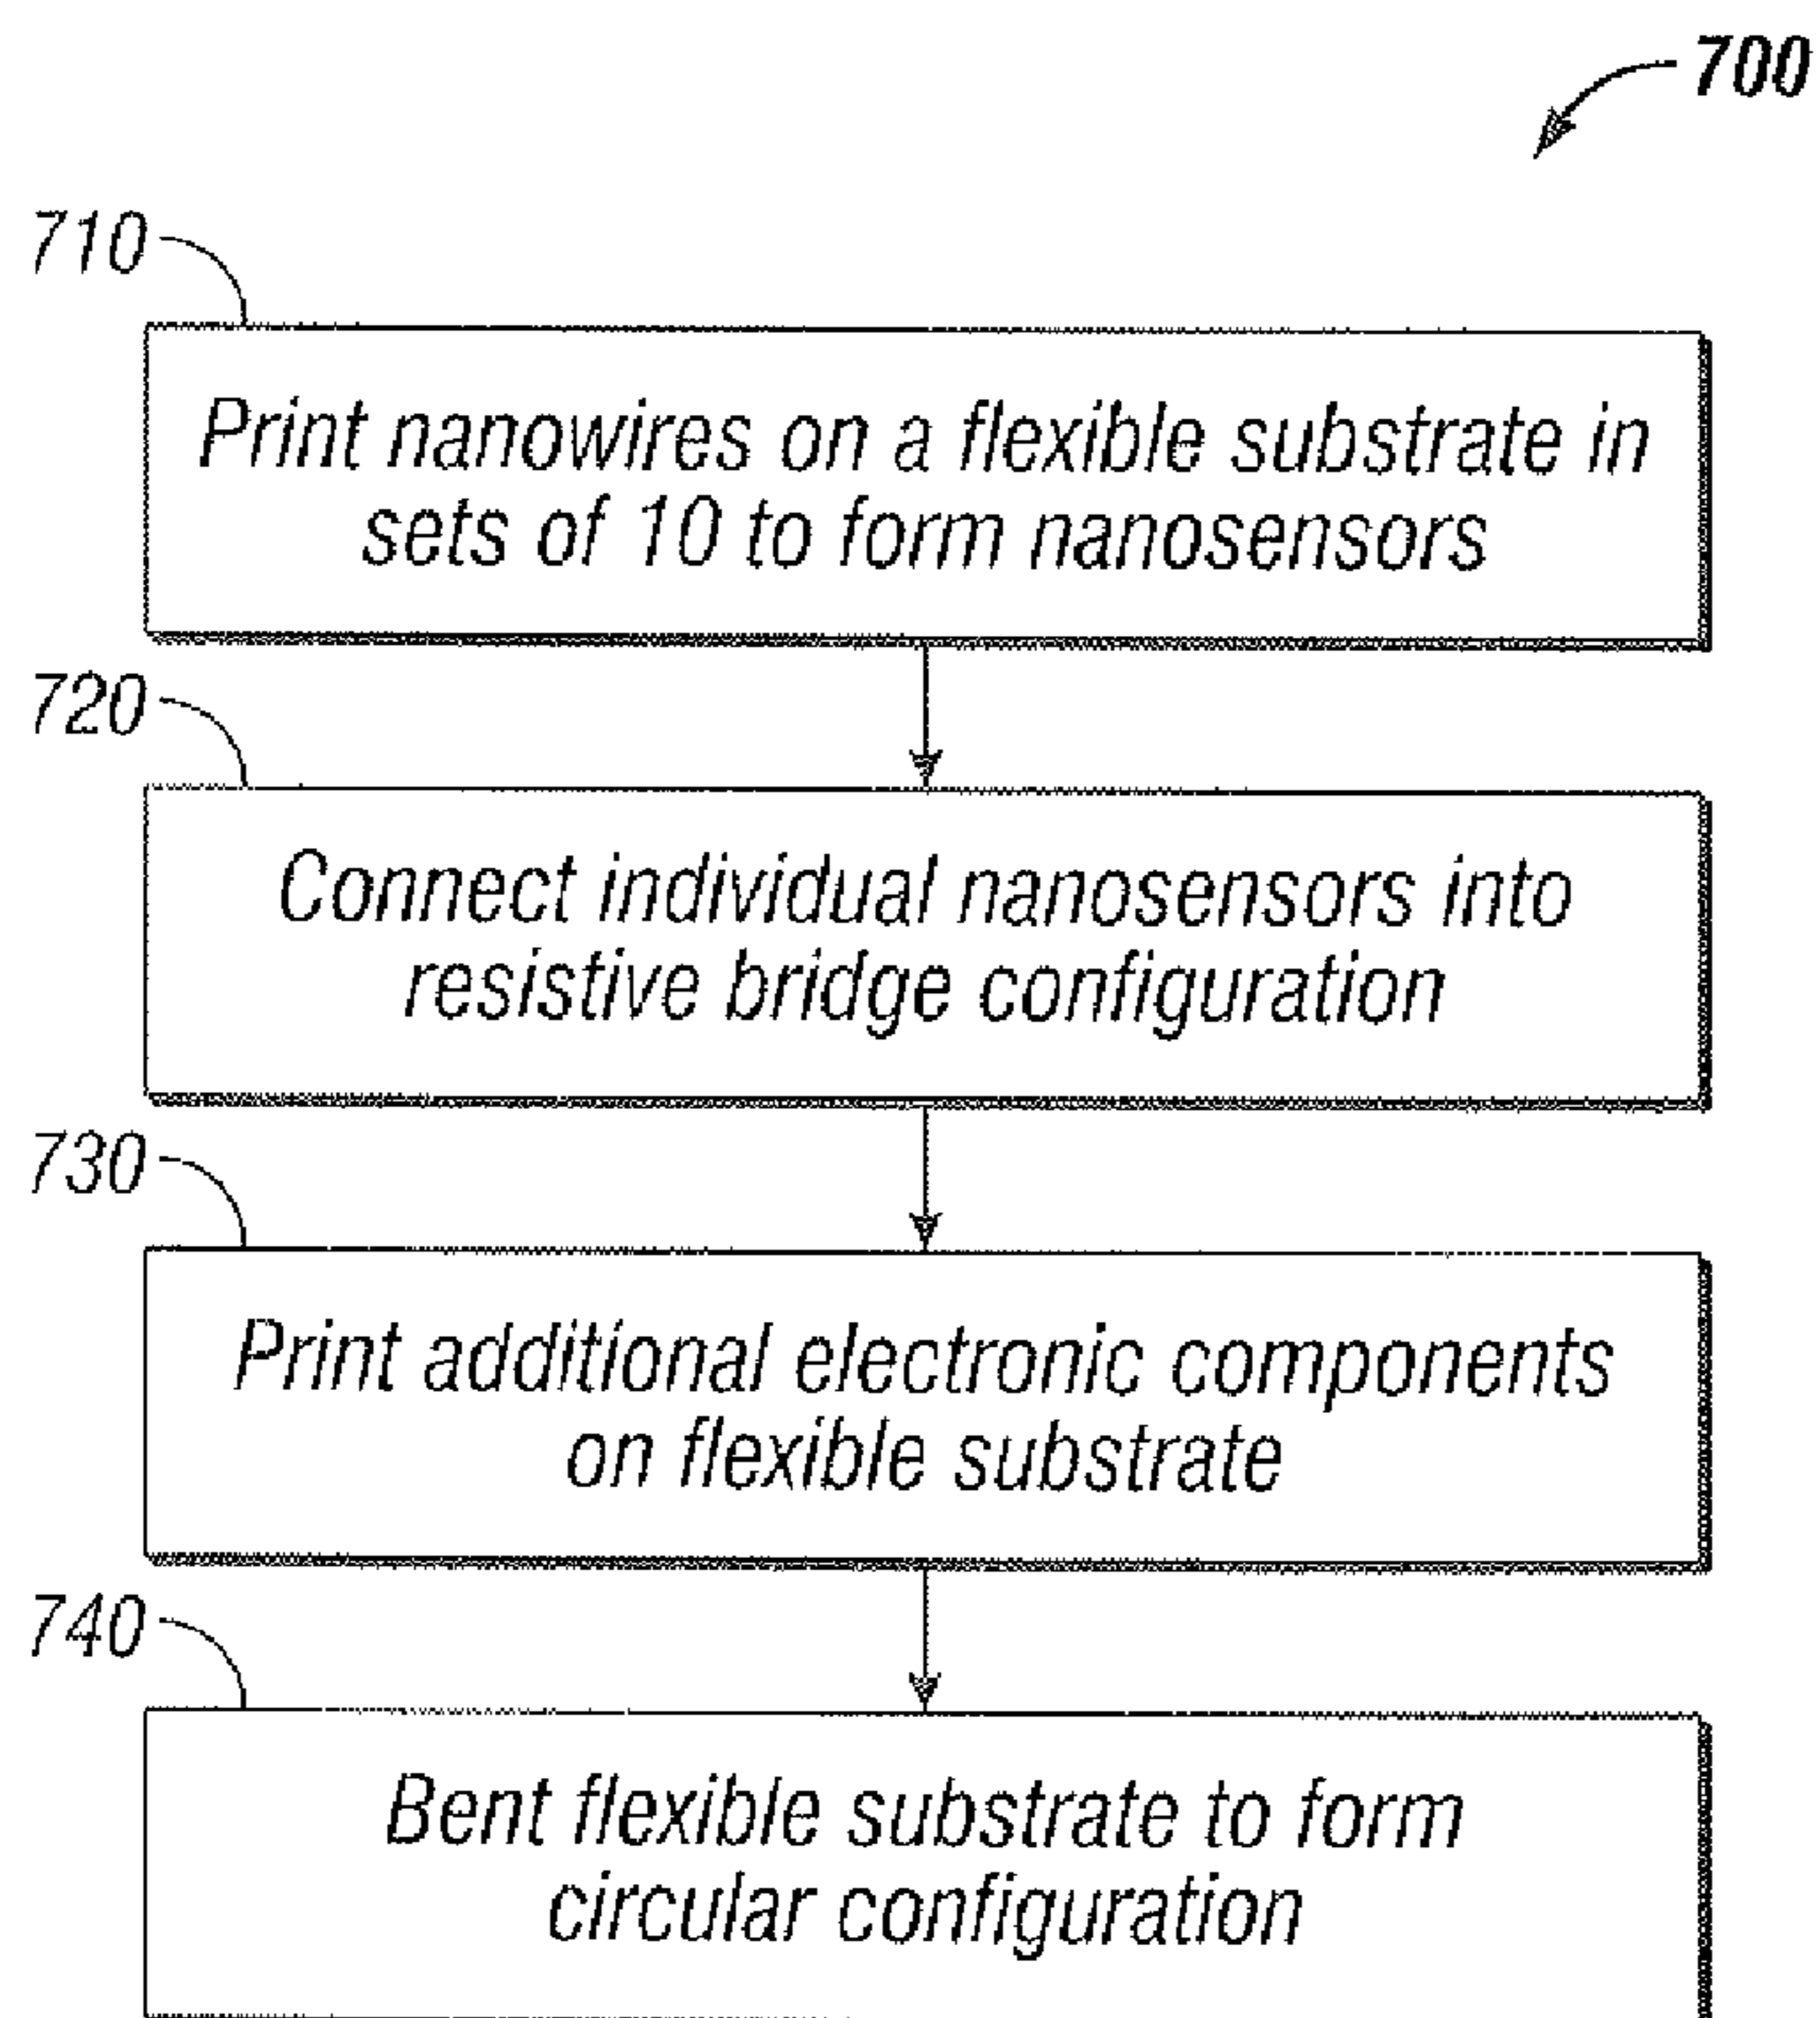 700
710
Print nanowires on a flexible substrate in
sets of 10 to form nanosensors
720
Connect individual nanosensors into
resistive bridge configuration
730
Print additional electronic components
on flexible substrate
740
Bent flexible substrate to form
circular configuration